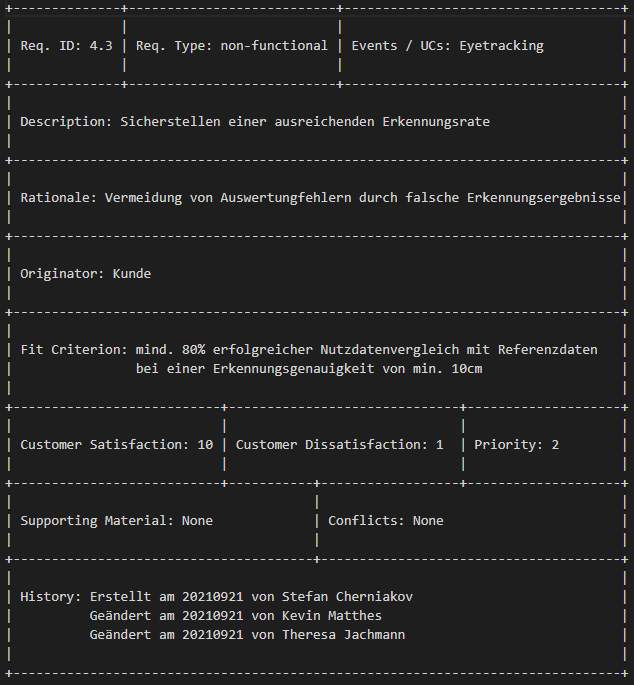 Req. ID: 4.3 | Req. Type: non-functional | Events / UCs: Eyetracking
Description: Sicherstellen einer ausreichenden Erkennungsrate
Rationale: Vermeidung von Auswertungfehlern durch falsche Erkennungsergebnisse
Originator: Kunde
Fit Criterion: mind. 80% erfolgreicher Nutzdatenvergleich mit Referenzdaten
bei einer Erkennungsgenauigkeit von min. 10cm
Customer Satisfaction: 10 | Customer Dissatisfaction: 1 | Priority: 2
Supporting Material: None | Conflicts: None
History: Erstellt am 20210921 von Stefan Cherniakov
Geändert am 20210921 von Kevin Matthes
Geändert am 20210921 von Theresa Jachmann